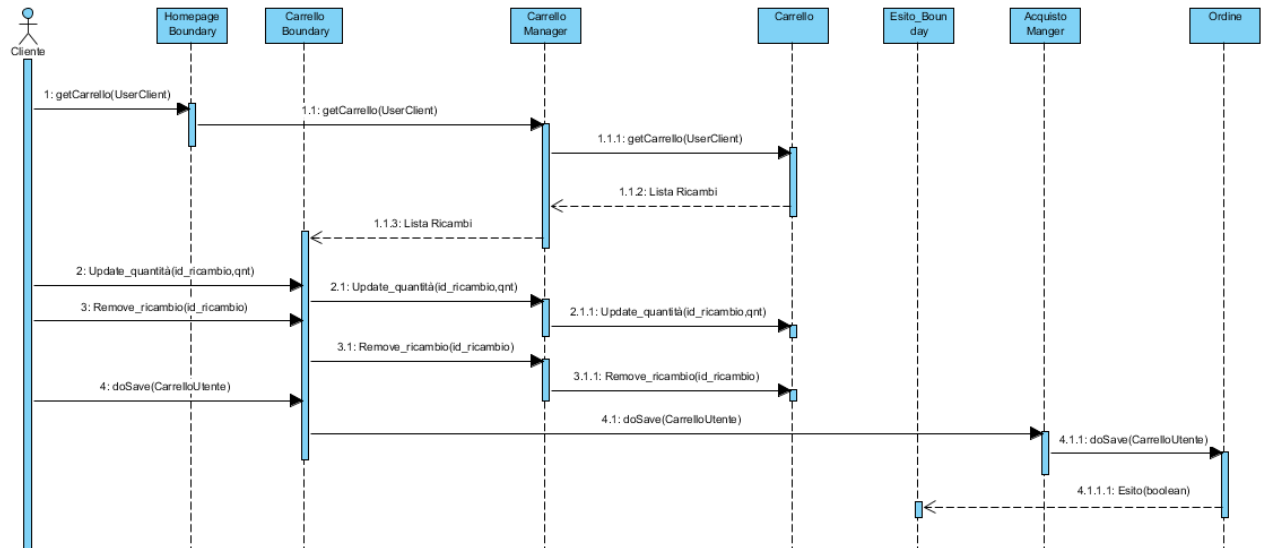 Homepage
Boundary
Carrello
Boundary
Carrello
Manager
Carrello
Esito_Boun
day
Acquisto
Manger
Ordine
Cliente
1: getCarrello(UserClient)
1.1: getCarrello(UserClient)
1.1.1: getCarrello(UserClient)
1.1.2: Lista Ricambi
1.1.3: Lista Ricambi
2: Update_quantità(id_ricambio,qnt)
2.1: Update_quantità(id_ricambio,qnt)
3: Remove_ricambio(id_ricambio)
2.1.1: Update_quantità(id_ricambio,qnt)
3.1: Remove_ricambio(id_ricambio)
3.1.1: Remove_ricambio(id_ricambio)
4: doSave(CarrelloUtente)
4.1: doSave(CarrelloUtente)
4.1.1: doSave(CarrelloUtente)
4.1.1.1: Esito(boolean)